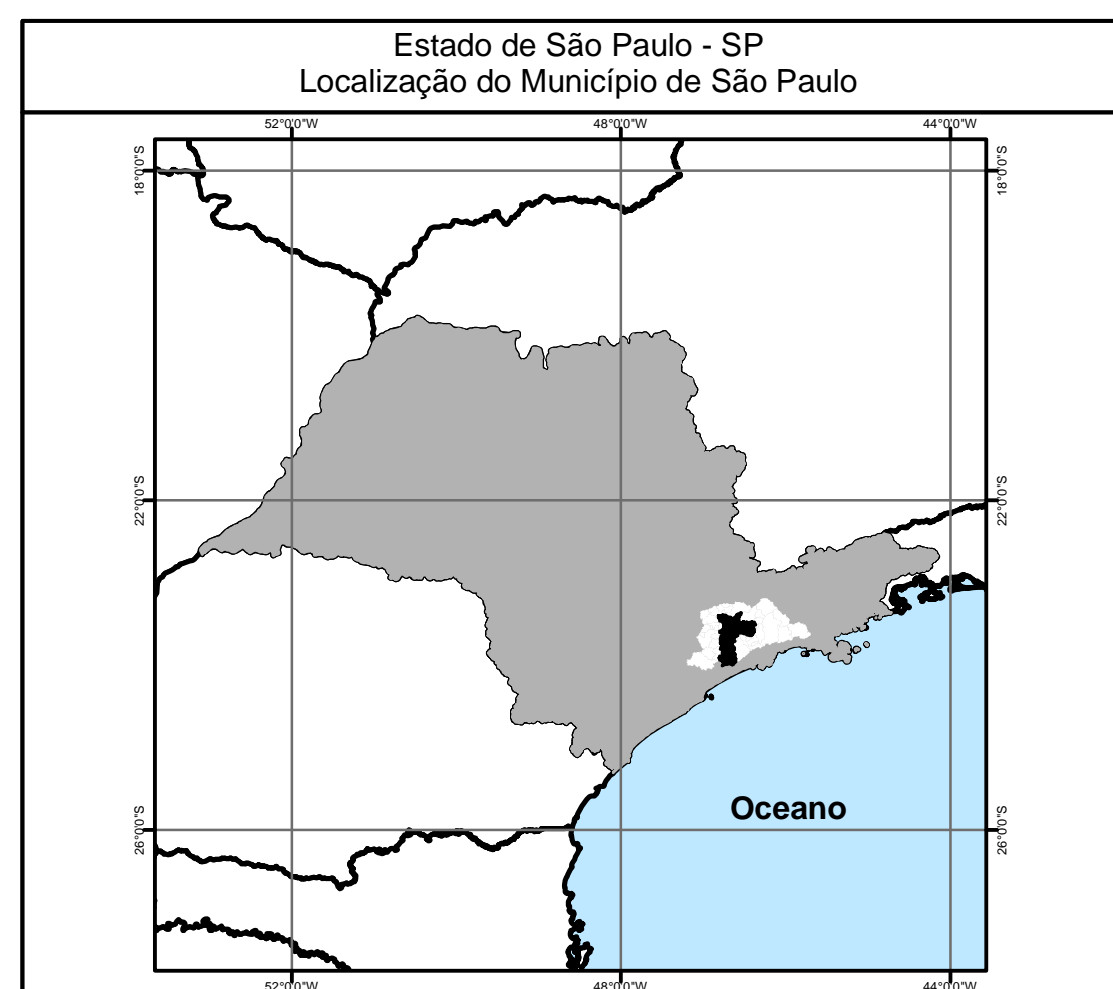 Estado de São Paulo - SP
Localização do Município de São Paulo
52°0'0"W
48°0'0"W
44°0'0"W
18°0'0"S
18°0'0"S
22°0'0"S
22°0'0"S
Oceano
26°0'0"S
26°0'0"S
52°0'0"W
48°0'0"W
44°0'0"W